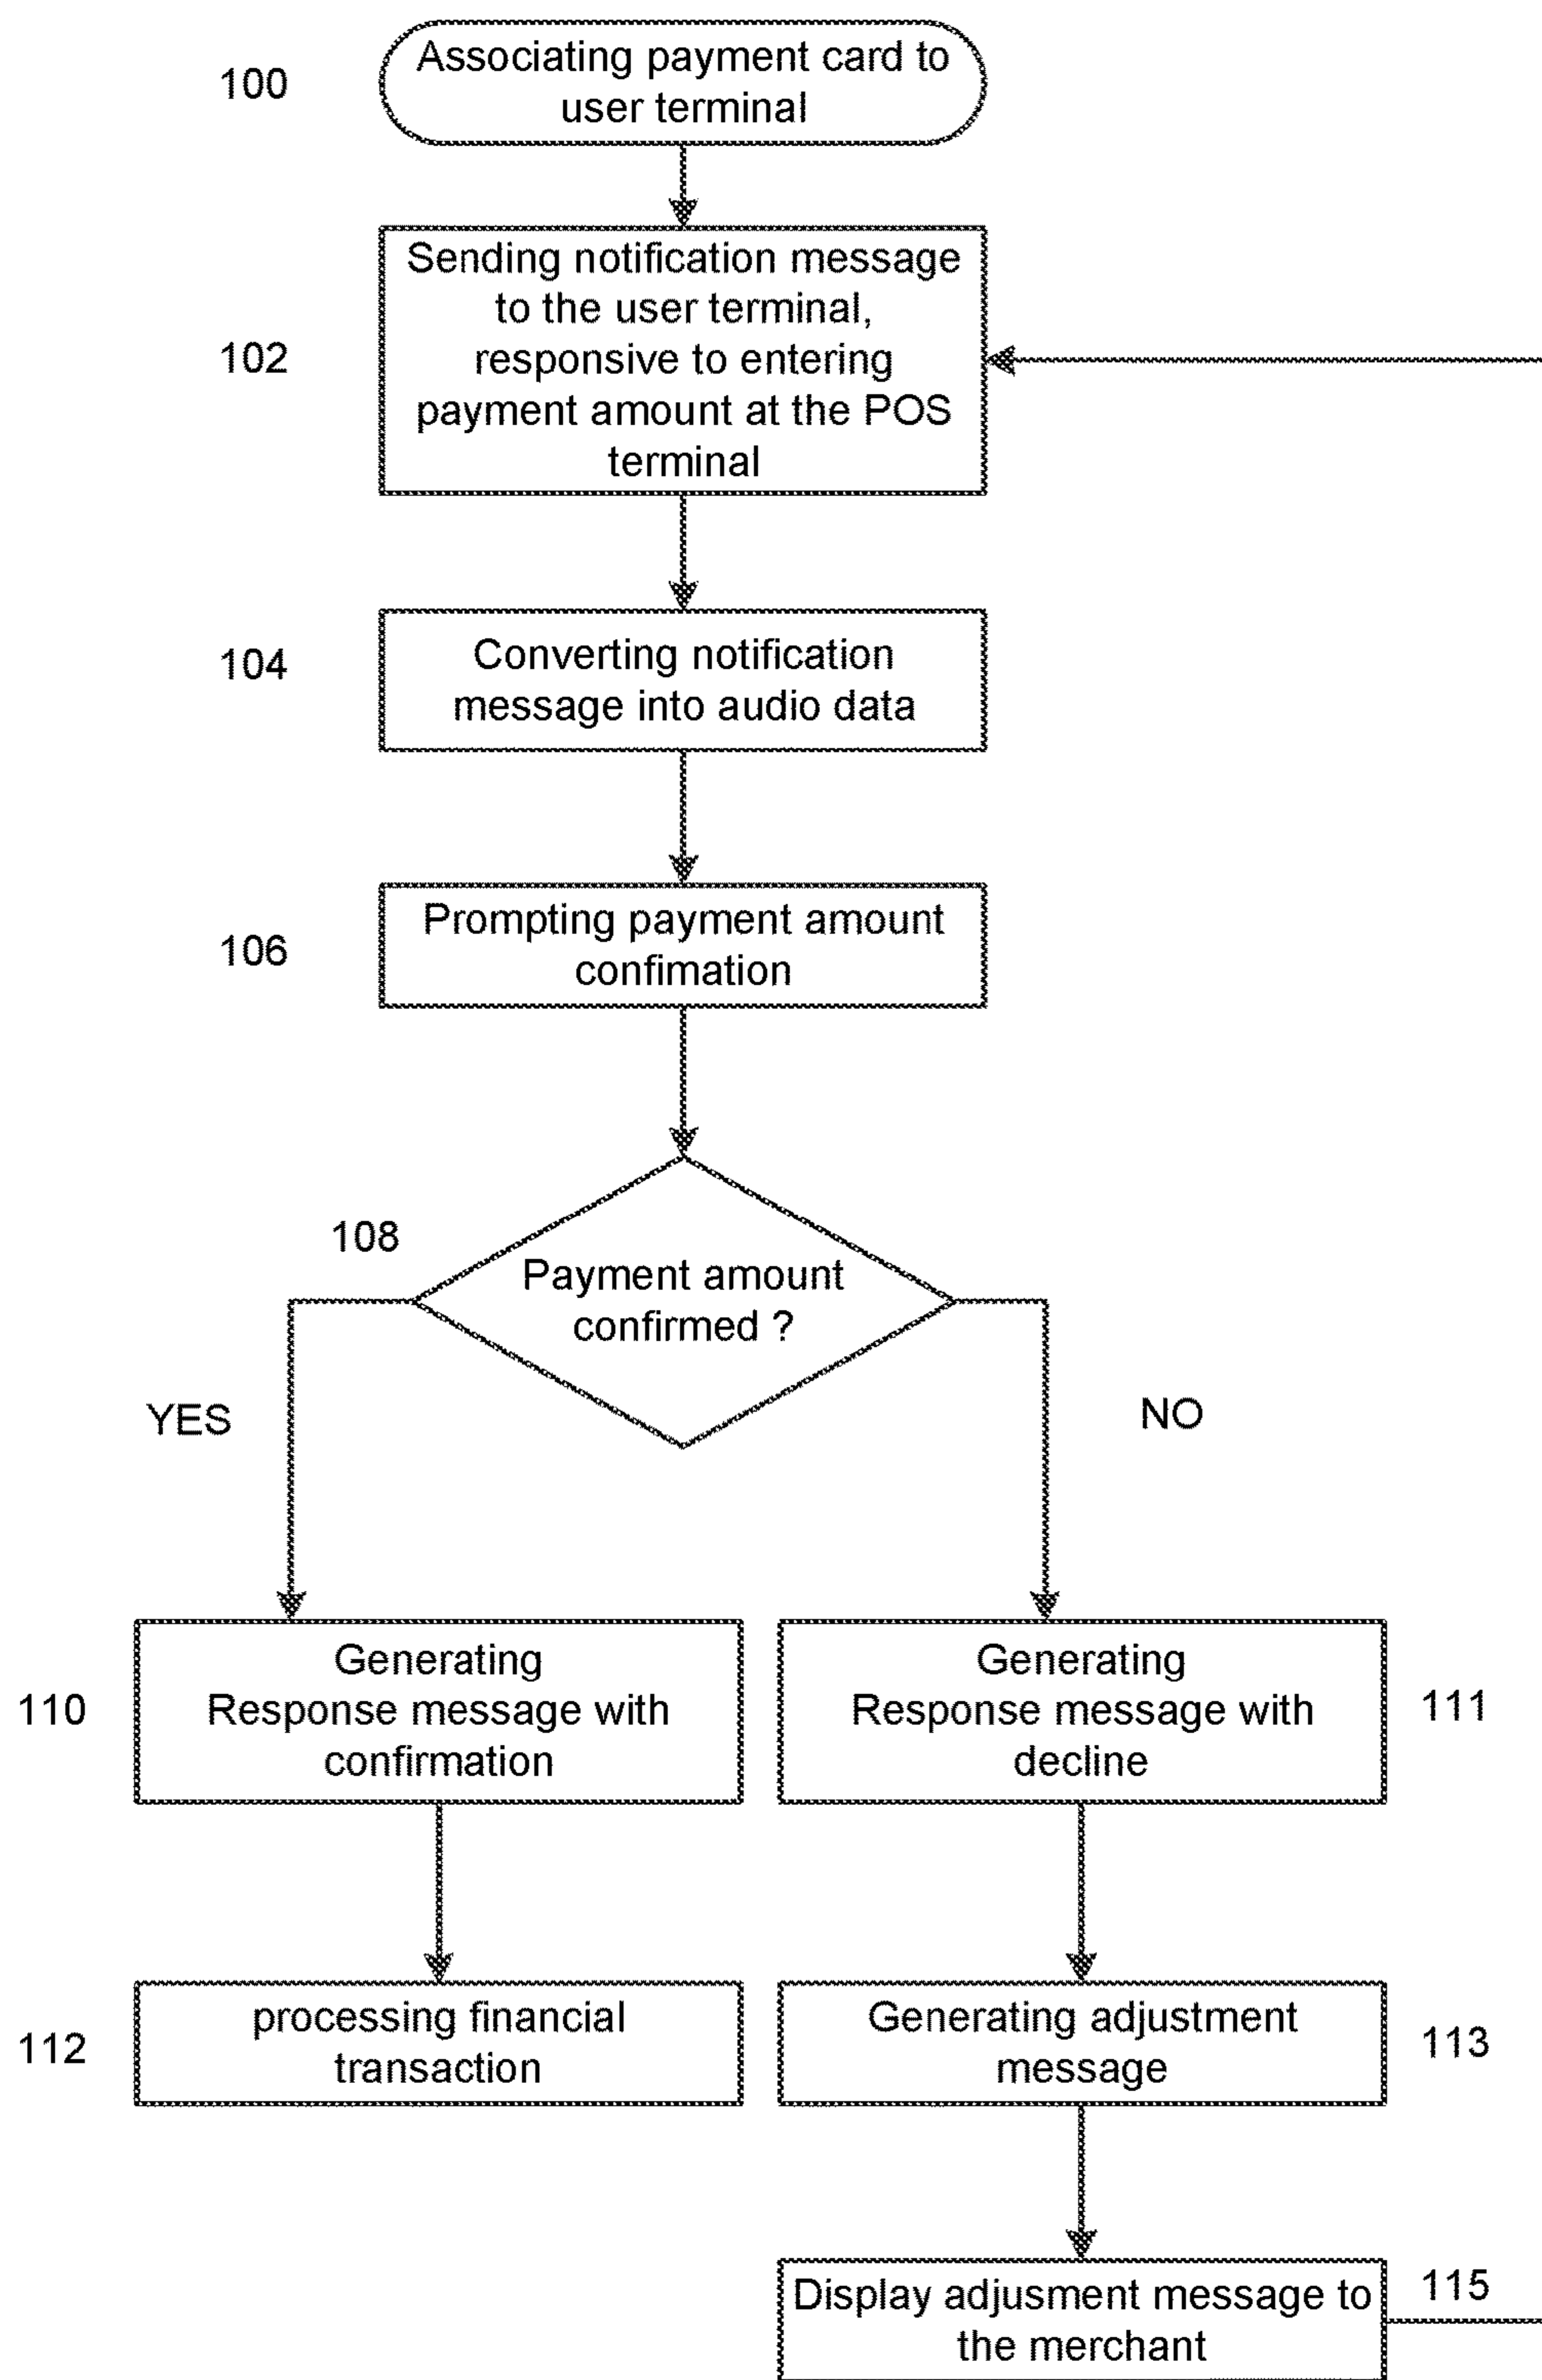 100
Associating payment card to
user terminal
102
Sending notification message
to the user terminal,
responsive to entering
payment amount at the POS
terminal
104
Converting notification
message into audio data
106
Prompting payment amount
confimation
108
Payment amount
confirmed ?
YES
NO
110
Generating
Response message with
confirmation
Generating
Response message with
decline
111
112
processing financial
transaction
Generating adjustment
message
113
Display adjusment message to
the merchant
115